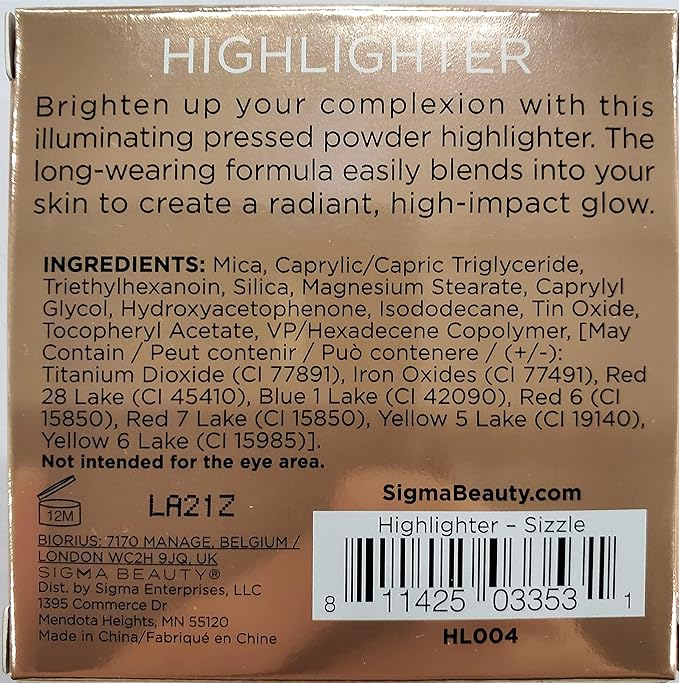 HIGHLIGHTER
Brighten up your complexion with this
illuminating pressed powder highlighter. The
long-wearing formula easily blends into your
skin to create a radiant, high-impact glow.
INGREDIENTS: Mica, Caprylic/Capric Triglyceride,
Triethylhexanoin, Silica, Magnesium Stearate, Caprylyl
Glycol, Hydroxyacetophenone, Isododecane, Tin Oxide,
Tocopheryl Acetate, VP/Hexadecene Copolymer, [May
Contain / Peut contenir / Può contenere / (+/-):
Titanium Dioxide (CI 77891), Iron Oxides (CI 77491), Red
28 Lake (CI 45410), Blue 1 Lake (CI 42090), Red 6 (CI
15850), Red 7 Lake (CI 15850), Yellow 5 Lake (CI 19140),
Yellow 6 Lake (CI 15985)].
Not intended for the eye area.
12M
LA21Z
BIORIUS: 7170 MANAGE, BELGIUM /
LONDON WC2H 9JQ, UK
SIGMA BEAUTY®
Dist. by Sigma Enterprises, LLC
1395 Commerce Dr
Mendota Heights, MN 55120
Made in China/Fabriqué en Chine
SigmaBeauty.com
Highlighter – Sizzle
8 11425 03353 1
HL004